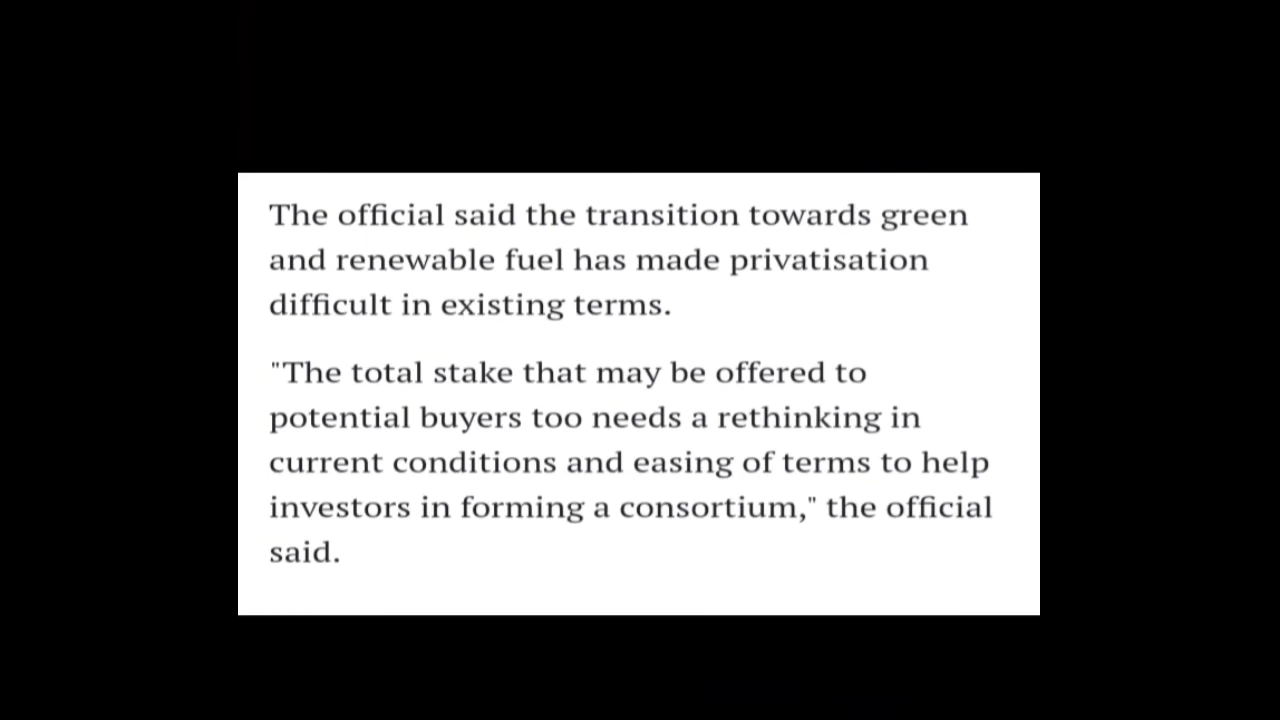 The official said the transition towards green
and renewable fuel has made privatisation
difficult in existing terms.
"The total stake that may be offered to
potential buyers too needs a rethinking in
current conditions and easing of terms to help
investors in forming a consortium," the official
said.